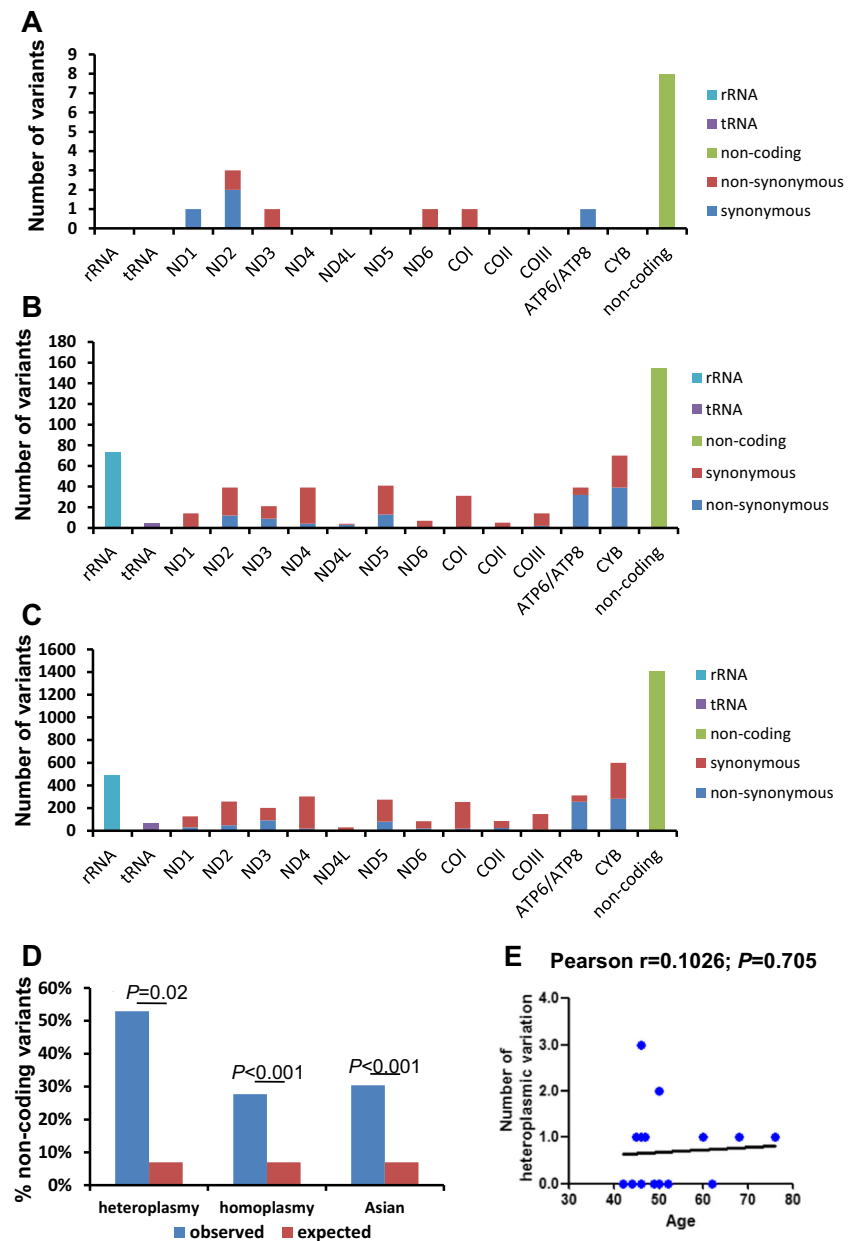 A
Number of variants
9
8
7
6
5
4
3
2
1
0
rRNA
tRNA
ND1
ND2
ND3
ND4
ND4L
ND5
ND6
COI
COII
COIII
ATP6/ATP8
CYB
non-coding
rRNA
tRNA
non-coding
non-synonymous
synonymous
B
Number of variants
180
160
140
120
100
80
60
40
20
0
rRNA
tRNA
ND1
ND2
ND3
ND4
ND4L
ND5
ND6
COI
COII
COIII
ATP6/ATP8
CYB
non-coding
rRNA
tRNA
non-coding
synonymous
non-synonymous
C
Number of variants
1600
1400
1200
1000
800
600
400
200
0
rRNA
tRNA
ND1
ND2
ND3
ND4
ND4L
ND5
ND6
COI
COII
COIII
ATP6/ATP8
CYB
non-coding
rRNA
tRNA
non-coding
synonymous
non-synonymous
D
% non-coding variants
60%
50%
40%
30%
20%
10%
0%
P=0.02
P<0.001
P<0.001
heteroplasmy
homoplasmy
Asian
observed
expected
E
Pearson r=0.1026; P=0.705
Number of
heteroplasmic variation
4.0
3.0
2.0
1.0
0.0
30
40
50
60
70
80
Age